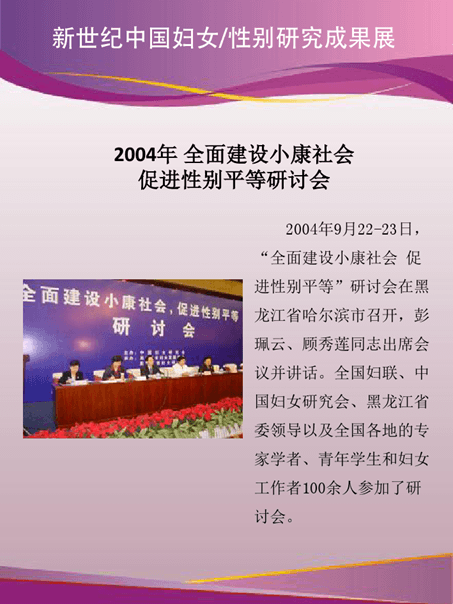 新世纪中国妇女/性别研究成果展
2004年 全面建设小康社会
促进性别平等研讨会
全面建设小康社会，促进性别平等
研 讨 会
2004年9月22-23日，
“全面建设小康社会 促
进性别平等”研讨会在黑
龙江省哈尔滨市召开，彭
珮云、顾秀莲同志出席会
议并讲话。全国妇联、中
国妇女研究会、黑龙江省
委领导以及全国各地的专
家学者、青年学生和妇女
工作者100余人参加了研
讨会。